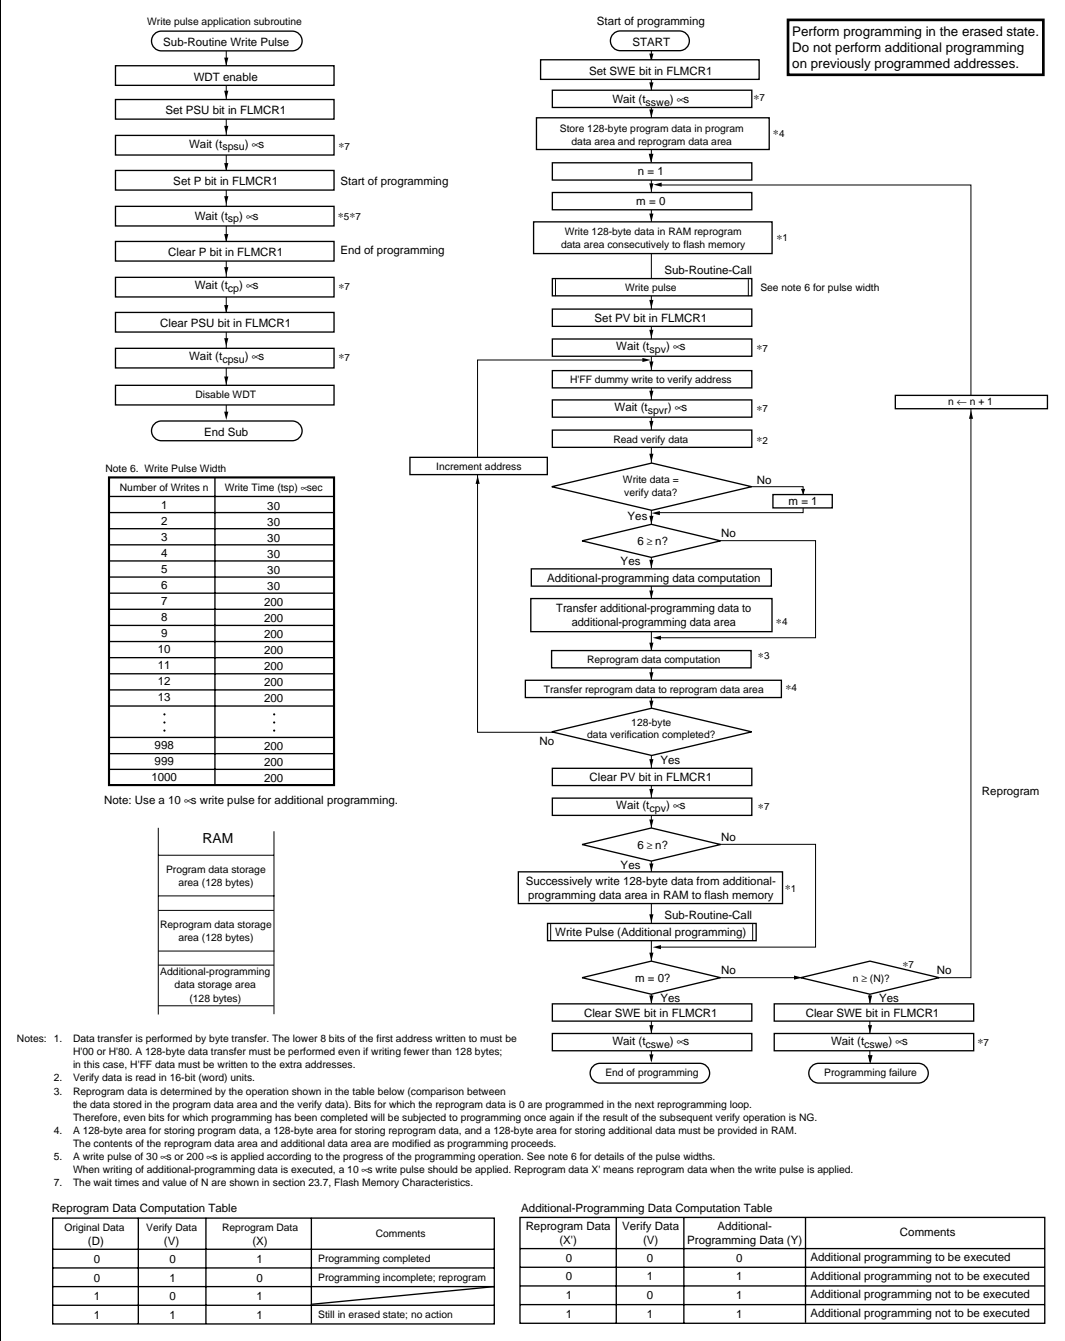 Write pulse application subroutine
Sub-Routine Write Pulse
WDT enable
Set PSU bit in FLMCR1
Wait (tspsu) ∝s
*7
Set P bit in FLMCR1
Start of programming
Wait (tsp) ∝s
*5*7
Clear P bit in FLMCR1
End of programming
Wait (tcp) ∝s
*7
Clear PSU bit in FLMCR1
Wait (tcpsu) ∝s
*7
Disable WDT
End Sub
Note 6. Write Pulse Width
Number of Writes n Write Time (tsp) ∝sec
1 30
2 30
3 30
4 30
5 30
6 30
7 200
8 200
9 200
10 200
11 200
12 200
13 200
⋮ ⋮
998 200
999 200
1000 200
Note: Use a 10 ∝s write pulse for additional programming.
RAM
Program data storage
area (128 bytes)
Reprogram data storage
area (128 bytes)
Additional-programming
data storage area
(128 bytes)
Start of programming
START
Set SWE bit in FLMCR1
Wait (tsswe) ∝s
*7
Store 128-byte program data in program
data area and reprogram data area
*4
n = 1
m = 0
Write 128-byte data in RAM reprogram
data area consecutively to flash memory
*1
Sub-Routine-Call
Write pulse
See note 6 for pulse width
Set PV bit in FLMCR1
Wait (tspv) ∝s
*7
H'FF dummy write to verify address
Wait (tspvr) ∝s
*7
Read verify data
*2
Increment address
Write data =
verify data?
No
m = 1
Yes
6 ≥ n?
No
Yes
Additional-programming data computation
Transfer additional-programming data to
additional-programming data area
*4
Reprogram data computation
*3
Transfer reprogram data to reprogram data area
*4
128-byte
data verification completed?
No
Yes
Clear PV bit in FLMCR1
Wait (tcpv) ∝s
*7
6 ≥ n?
No
Yes
Successively write 128-byte data from additional-
programming data area in RAM to flash memory
*1
Sub-Routine-Call
Write Pulse (Additional programming)
m = 0?
No
Yes
Clear SWE bit in FLMCR1
Wait (tcswe) ∝s
End of programming
*7
n ≥ (N)?
No
Yes
Clear SWE bit in FLMCR1
Wait (tcswe) ∝s
*7
Programming failure
n ← n + 1
Reprogram
Perform programming in the erased state.
Do not perform additional programming
on previously programmed addresses.
Notes: 1. Data transfer is performed by byte transfer. The lower 8 bits of the first address written to must be
H'00 or H'80. A 128-byte data transfer must be performed even if writing fewer than 128 bytes;
in this case, H'FF data must be written to the extra addresses.
2. Verify data is read in 16-bit (word) units.
3. Reprogram data is determined by the operation shown in the table below (comparison between
the data stored in the program data area and the verify data). Bits for which the reprogram data is 0 are programmed in the next reprogramming loop.
Therefore, even bits for which programming has been completed will be subjected to programming once again if the result of the subsequent verify operation is NG.
4. A 128-byte area for storing program data, a 128-byte area for storing reprogram data, and a 128-byte area for storing additional data must be provided in RAM.
The contents of the reprogram data area and additional data area are modified as programming proceeds.
5. A write pulse of 30 ∝s or 200 ∝s is applied according to the progress of the programming operation. See note 6 for details of the pulse widths.
When writing of additional-programming data is executed, a 10 ∝s write pulse should be applied. Reprogram data X' means reprogram data when the write pulse is applied.
7. The wait times and value of N are shown in section 23.7, Flash Memory Characteristics.
Reprogram Data Computation Table
Original Data (D) Verify Data (V) Reprogram Data (X) Comments
0 0 1 Programming completed
0 1 0 Programming incomplete; reprogram
1 0 1
1 1 1 Still in erased state; no action
Additional-Programming Data Computation Table
Reprogram Data (X') Verify Data (V) Additional-Programming Data (Y) Comments
0 0 0 Additional programming to be executed
0 1 1 Additional programming not to be executed
1 0 1 Additional programming not to be executed
1 1 1 Additional programming not to be executed